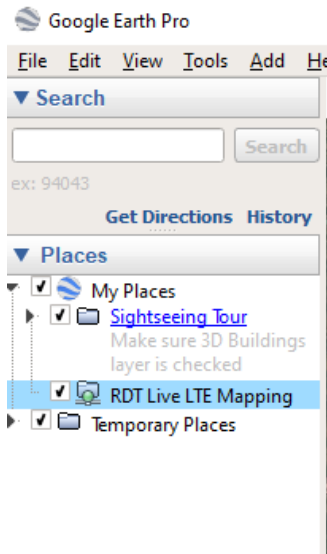 Google Earth Pro
File Edit View Tools Add He
Search
Search
ex: 94043
Get Directions History
Places
My Places
Sightseeing Tour
Make sure 3D Buildings
layer is checked
RDT Live LTE Mapping
Temporary Places